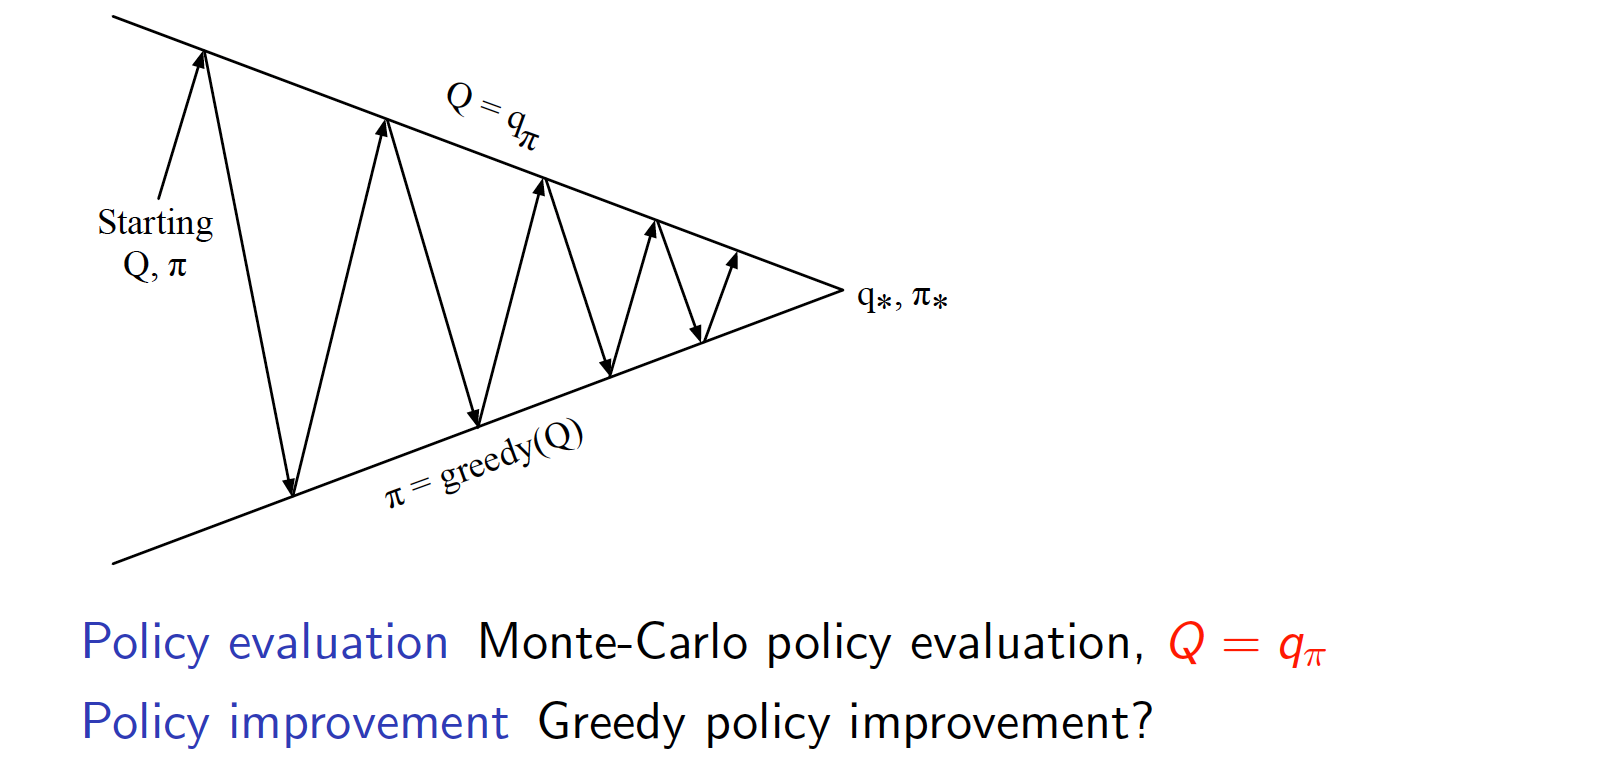 Q = qπ
Starting
Q, π
q*, π*
π = greedy(Q)
Policy evaluation Monte-Carlo policy evaluation, Q = qπ
Policy improvement Greedy policy improvement?